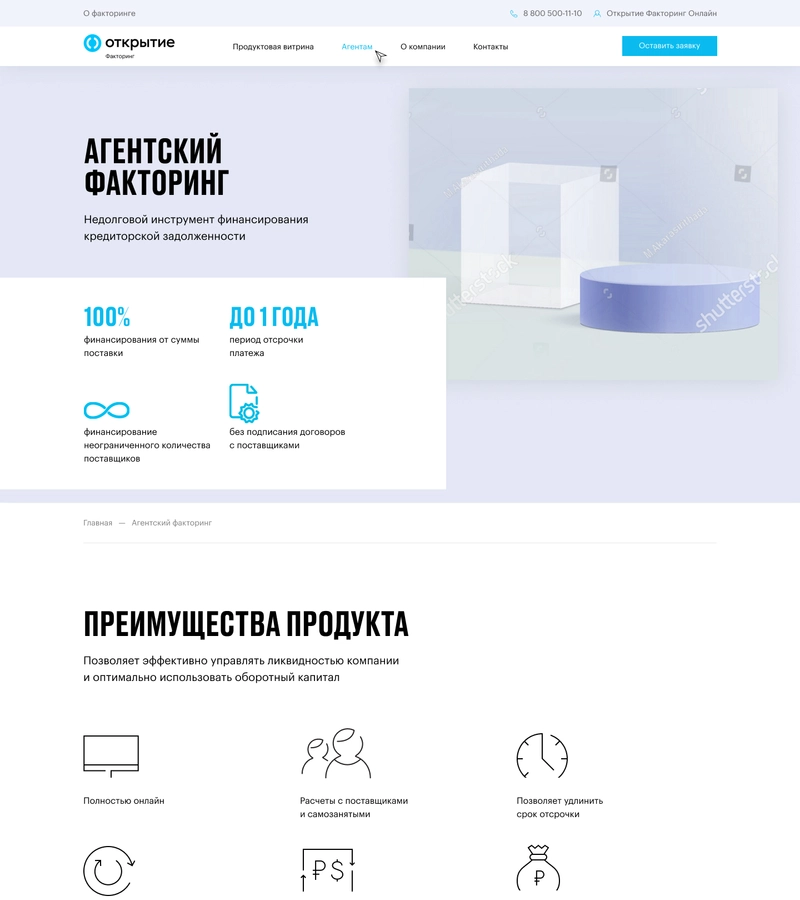 О факторинге
8 800 500-11-10
Открытие Факторинг Онлайн
открытие
Факторинг
Продуктовая витрина
Агентам
О компании
Контакты
Оставить заявку
АГЕНТСКИЙ
ФАКТОРИНГ
Недолговой инструмент финансирования
кредиторской задолженности
shutterstock
shutterstock
100%
финансирования от суммы
поставки
ДО 1 ГОДА
период отсрочки
платежа
финансирование
неограниченного количества
поставщиков
без подписания договоров
с поставщиками
Главная — Агентский факторинг
ПРЕИМУЩЕСТВА ПРОДУКТА
Позволяет эффективно управлять ликвидностью компании
и оптимально использовать оборотный капитал
Полностью онлайн
Расчеты с поставщиками
и самозанятыми
Позволяет удлинить
срок отсрочки
₽ $
₽